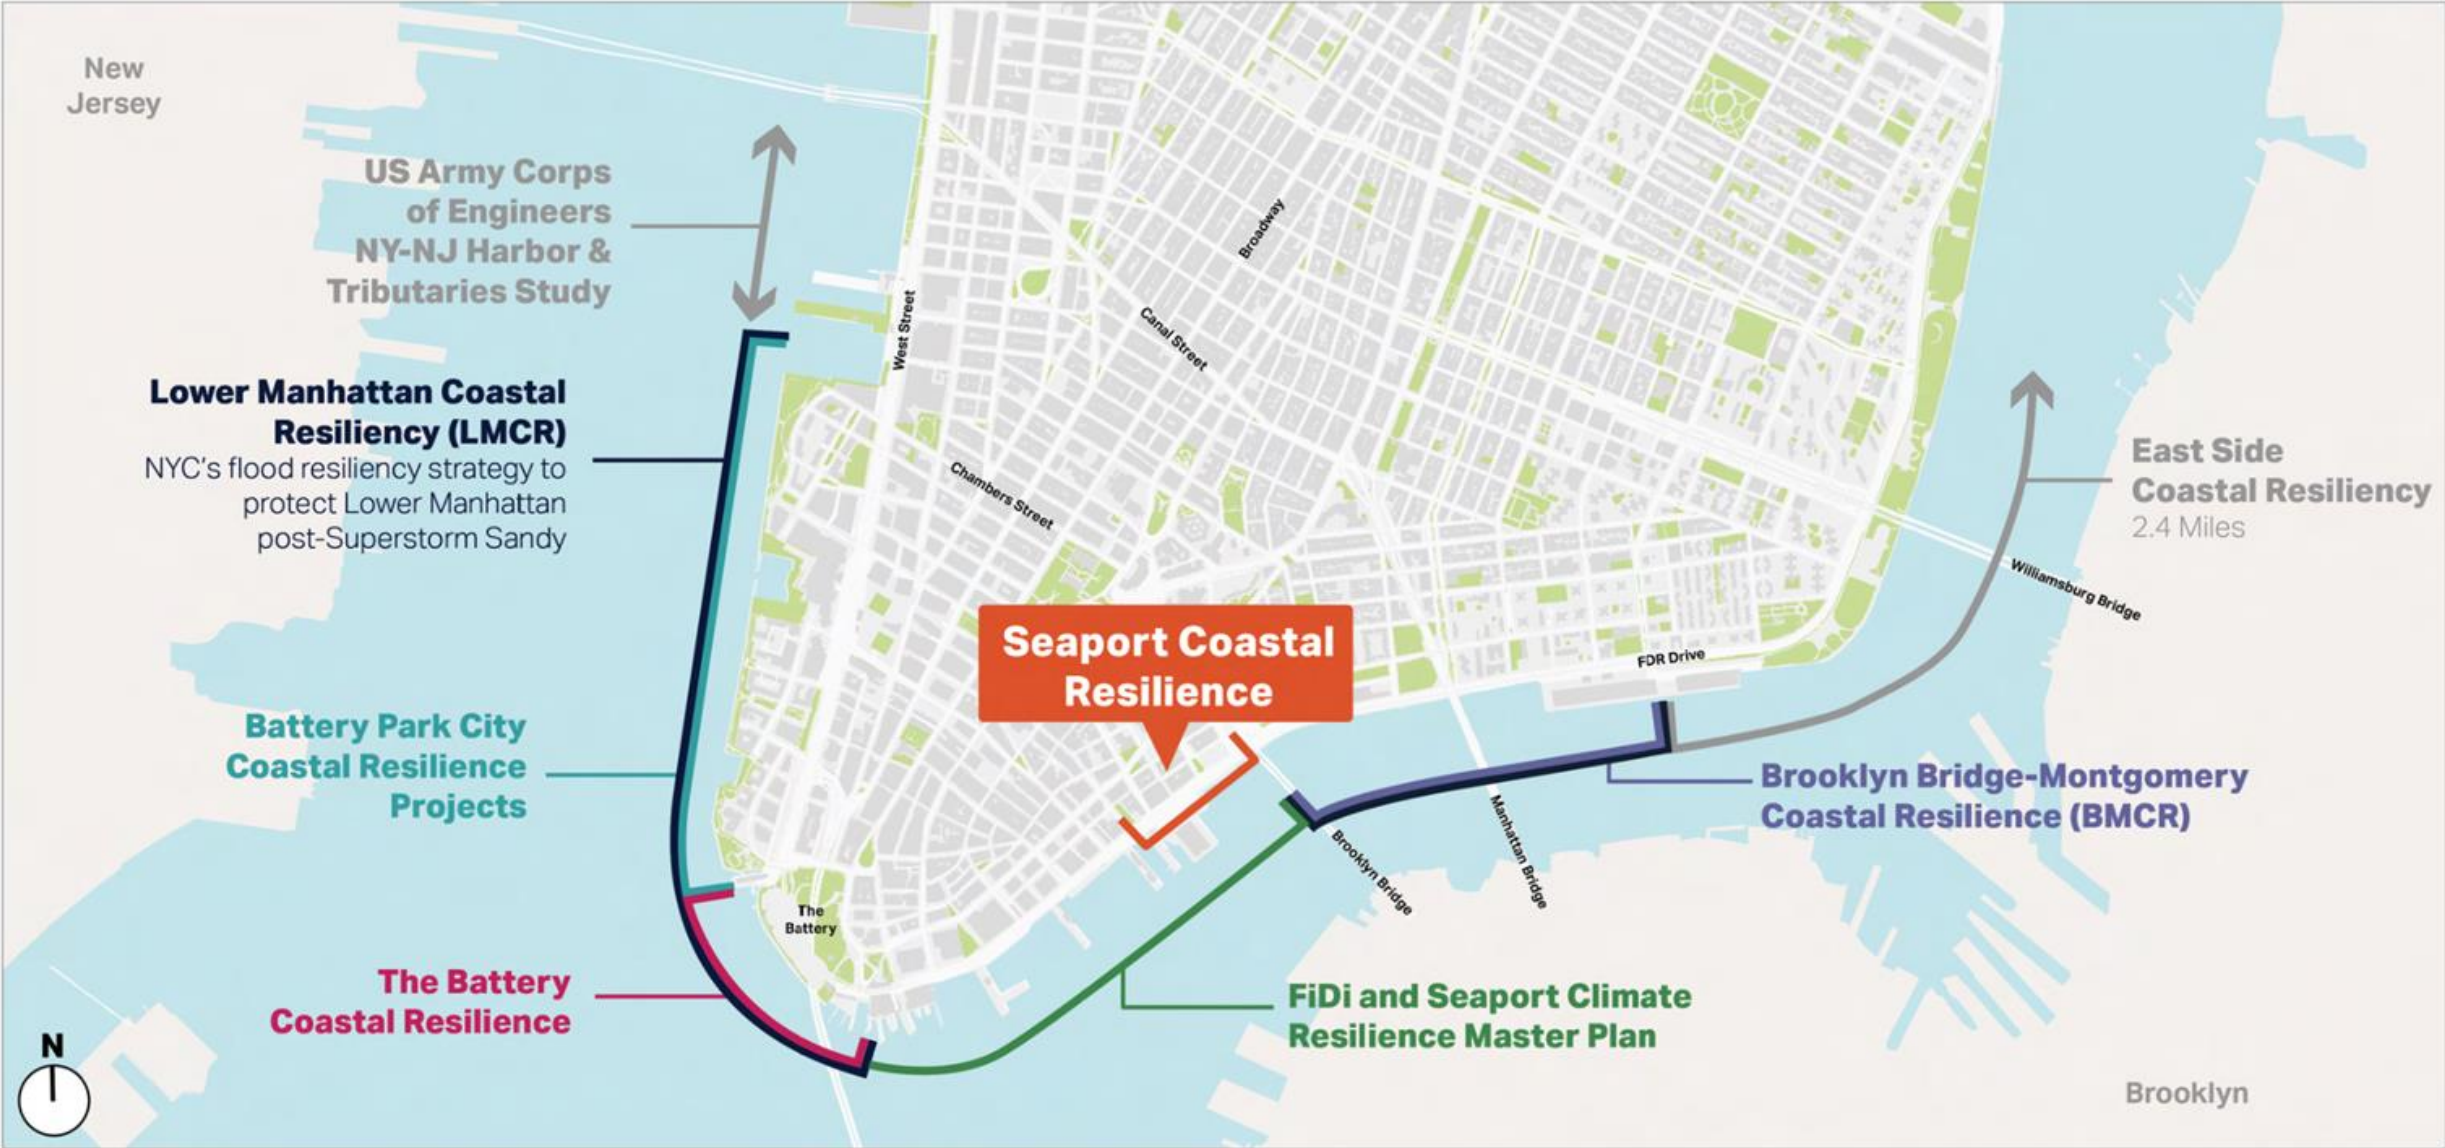 New
Jersey
US Army Corps
of Engineers
NY-NJ Harbor &
Tributaries Study
Lower Manhattan Coastal
Resiliency (LMCR)
NYC's flood resiliency strategy to
protect Lower Manhattan
post-Superstorm Sandy
Battery Park City
Coastal Resilience
Projects
The Battery
Coastal Resilience
N
West Street
Broadway
Canal Street
Chambers Street
Seaport Coastal
Resilience
The
Battery
FDR Drive
Williamsburg Bridge
Manhattan Bridge
Brooklyn Bridge
East Side
Coastal Resiliency
2.4 Miles
Brooklyn Bridge-Montgomery
Coastal Resilience (BMCR)
FiDi and Seaport Climate
Resilience Master Plan
Brooklyn